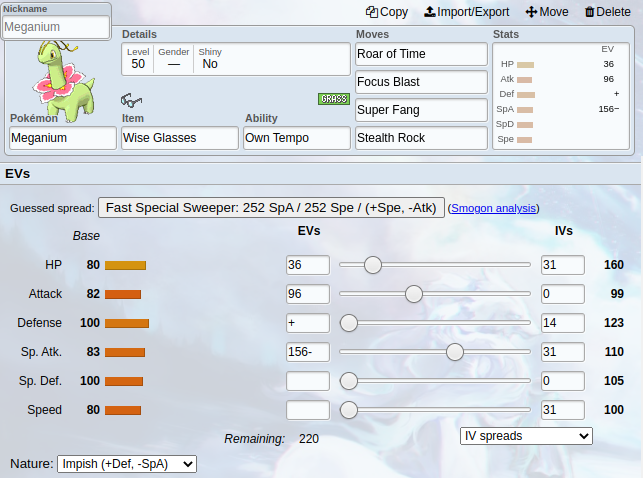 Nickname
Meganium
Copy Import/Export Move Delete
Details
Level Gender Shiny
50 — No
GRASS
Pokémon
Meganium
Item
Wise Glasses
Ability
Own Tempo
Moves
Roar of Time
Focus Blast
Super Fang
Stealth Rock
Stats
EV
HP 36
Atk 96
Def +
SpA 156−
SpD
Spe
EVs
Guessed spread: Fast Special Sweeper: 252 SpA / 252 Spe / (+Spe, -Atk) (Smogon analysis)
Base EVs IVs
HP 80 36 31 160
Attack 82 96 0 99
Defense 100 + 14 123
Sp. Atk. 83 156- 31 110
Sp. Def. 100 0 105
Speed 80 31 100
Remaining: 220 IV spreads
Nature: Impish (+Def, -SpA)